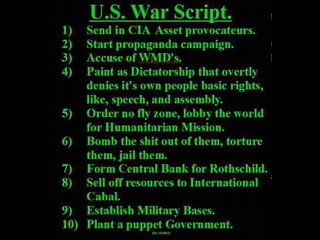 U.S. War Script.
1) Send in CIA Asset provocateurs.
2) Start propaganda campaign.
3) Accuse of WMD's.
4) Paint as Dictatorship that overtly
denies it's own people basic rights,
like, speech, and assembly.
5) Order no fly zone, lobby the world
for Humanitarian Mission.
6) Bomb the shit out of them, torture
them, jail them.
7) Form Central Bank for Rothschild.
8) Sell off resources to International
Cabal.
9) Establish Military Bases.
10) Plant a puppet Government.